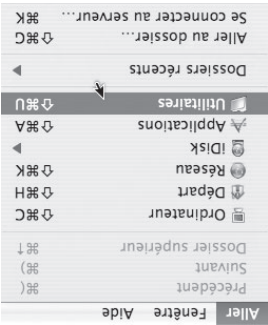 Aller Fenêtre Aide
Précédent ⌘(
Suivant ⌘)
Dossier supérieur ⌘↑
Ordinateur ⇧⌘C
Départ ⇧⌘H
Réseau ⇧⌘K
iDisk
Applications ⇧⌘A
Utilitaires ⇧⌘U
Dossiers récents
Aller au dossier... ⇧⌘G
Se connecter au serveur... ⌘K